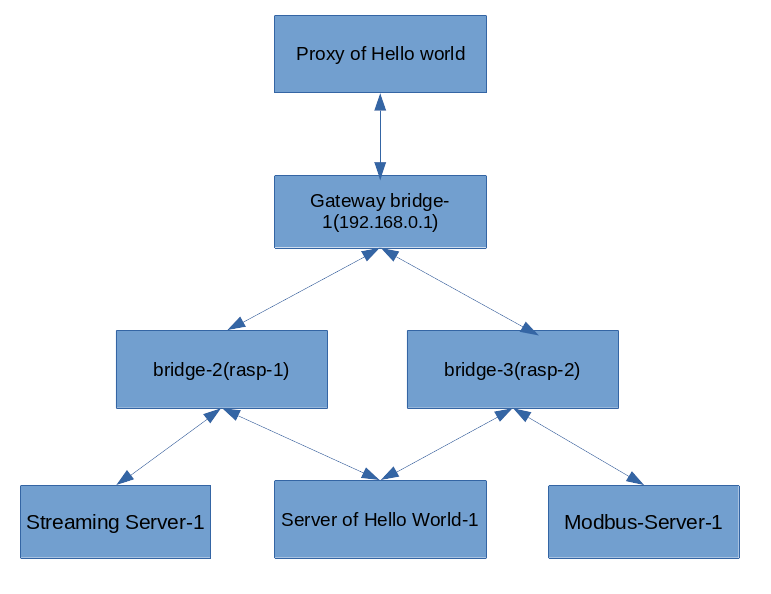 Proxy of Hello world
Gateway bridge-
1(192.168.0.1)
bridge-2(rasp-1)
bridge-3(rasp-2)
Streaming Server-1
Server of Hello World-1
Modbus-Server-1